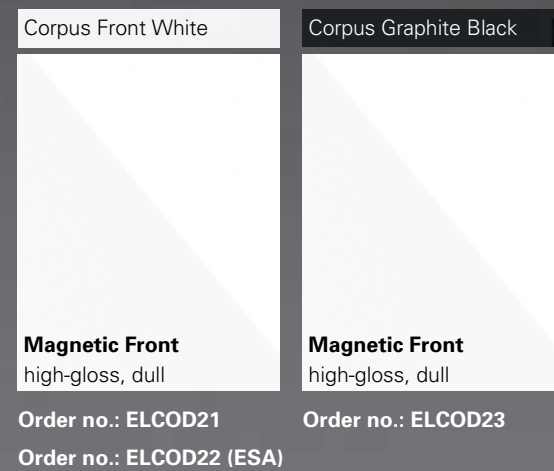 Corpus Front White
Magnetic Front
high-gloss, dull
Order no.: ELCOD21
Order no.: ELCOD22 (ESA)
Corpus Graphite Black
Magnetic Front
high-gloss, dull
Order no.: ELCOD23